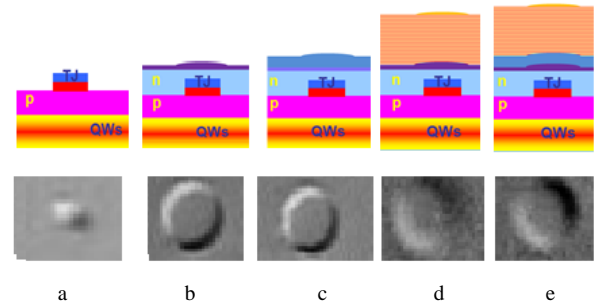 TJ TJ TJ TJ TJ
n n n n
p p p p p
QWs QWs QWs QWs QWs
a b c d e